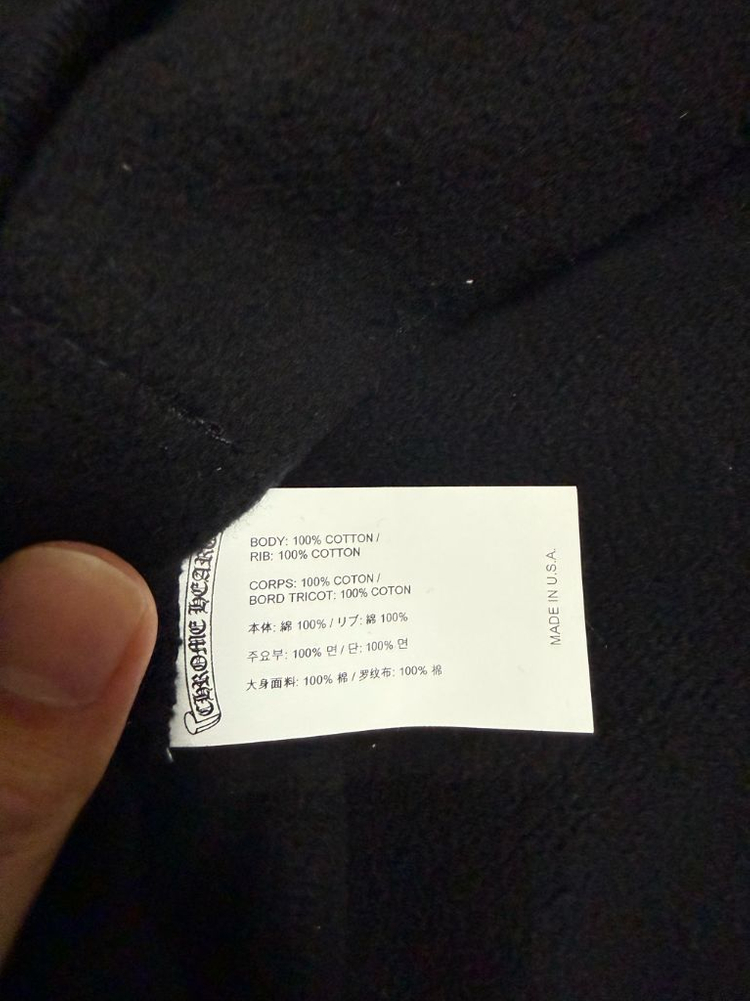 BODY: 100% COTTON /
RIB: 100% COTTON
CORPS: 100% COTON /
BORD TRICOT: 100% COTON
本体: 綿 100% / リブ: 綿 100%
주요부: 100% 면 / 단: 100% 면
大身面料: 100% 棉 / 罗纹布: 100% 棉
MADE IN U.S.A.
CHROME